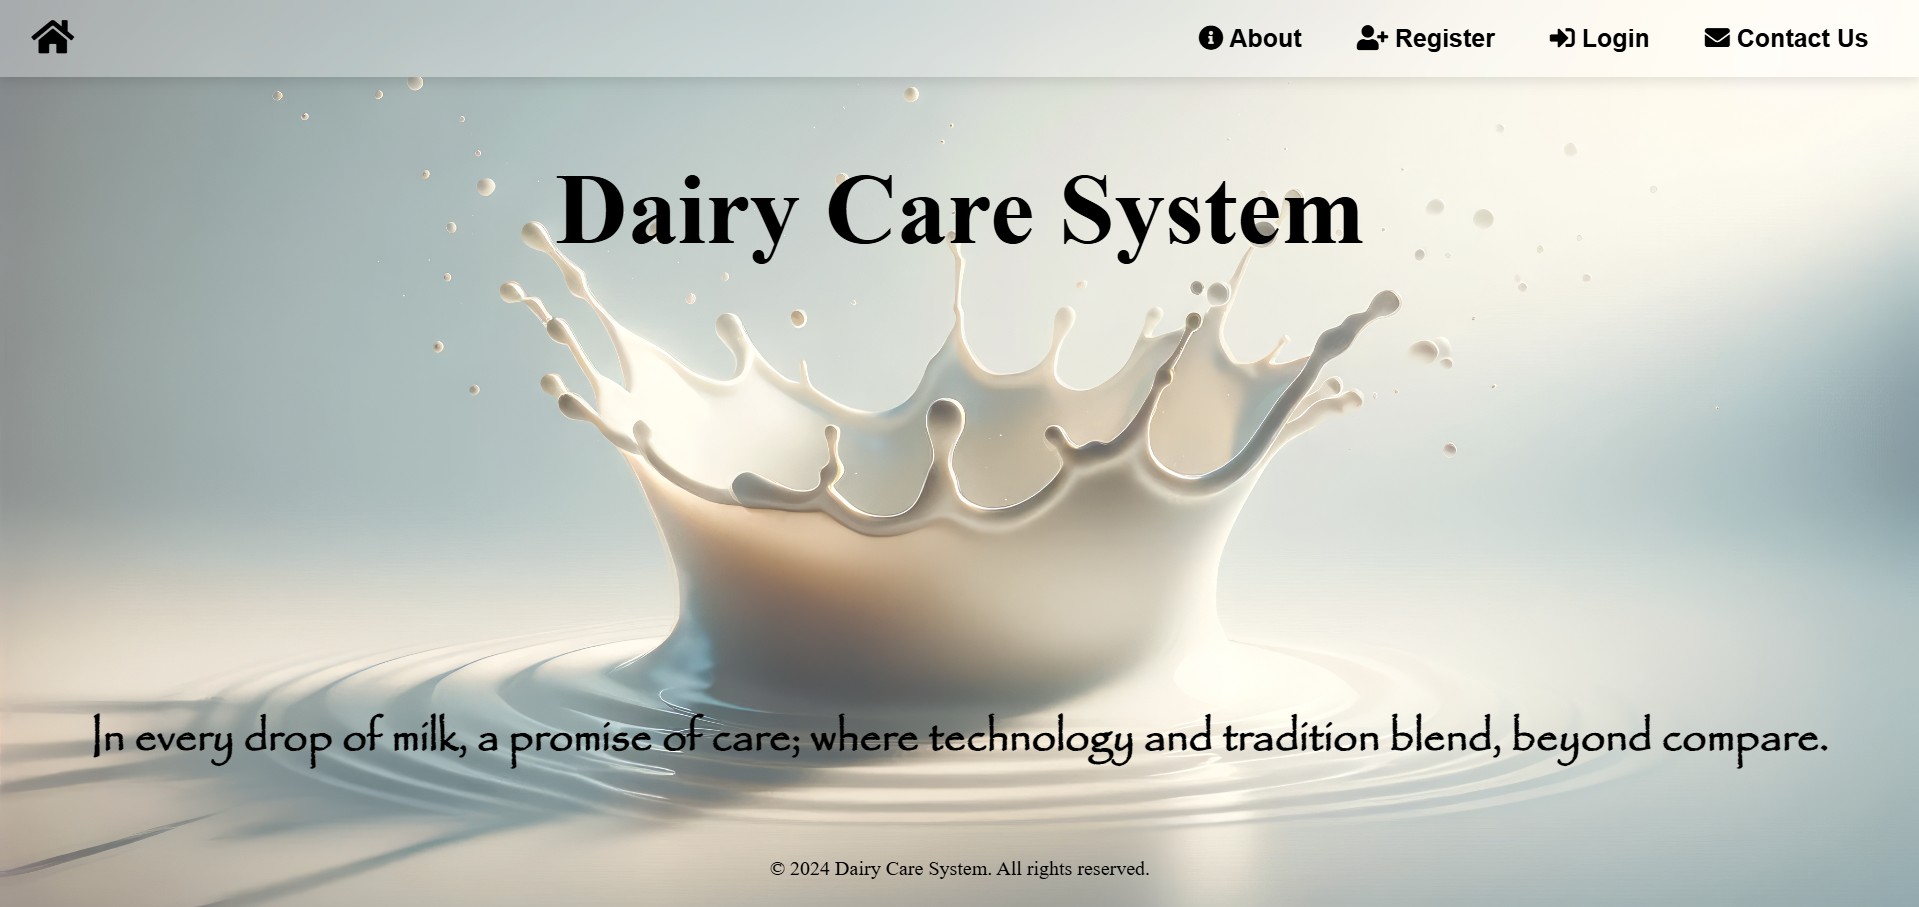 About
Register
Login
Contact Us
Dairy Care System
In every drop of milk, a promise of care; where technology and tradition blend, beyond compare.
© 2024 Dairy Care System. All rights reserved.